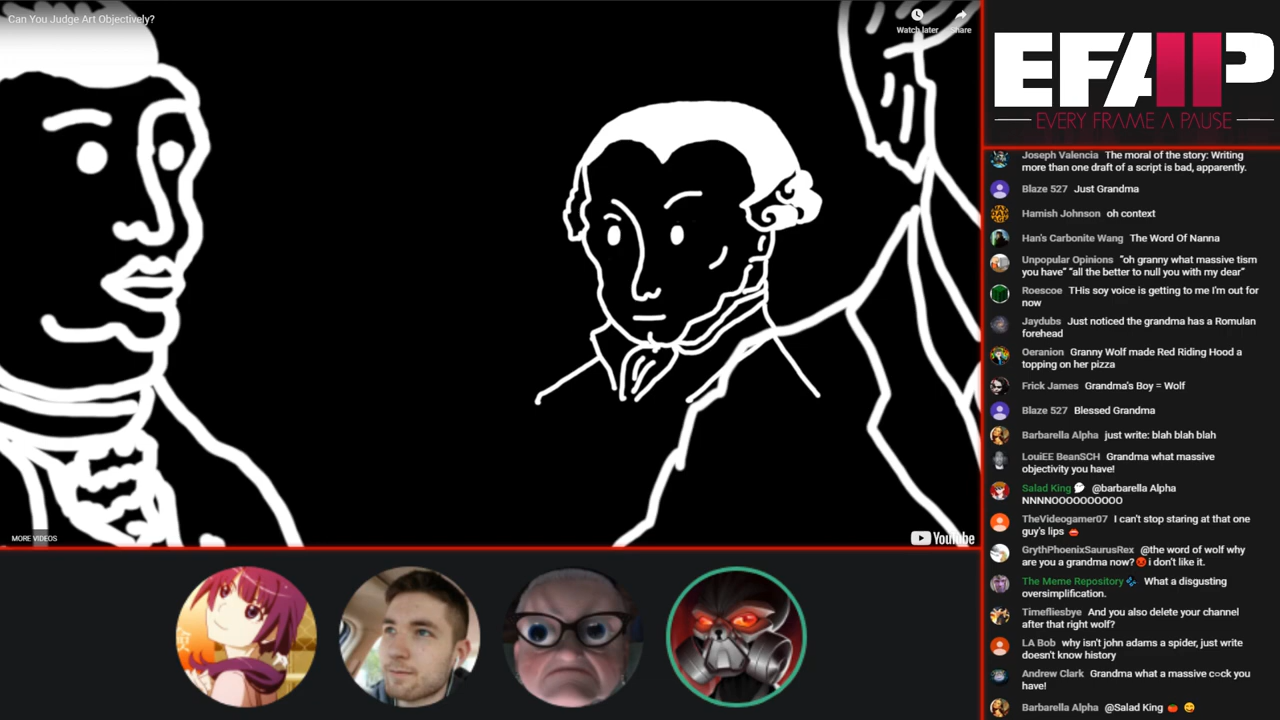 Can You Judge Art Objectively?
Watch later
Share
MORE VIDEOS
YouTube
EFAP
EVERY FRAME A PAUSE
Joseph Valencia The moral of the story: Writing
more than one draft of a script is bad, apparently.
Blaze 527 Just Grandma
Hamish Johnson oh context
Han's Carbonite Wang The Word Of Nanna
Unpopular Opinions "oh granny what massive tism
you have" "all the better to null you with my dear"
Roescoe THis soy voice is getting to me I'm out for
now
Jaydubs Just noticed the grandma has a Romulan
forehead
Oeranion Granny Wolf made Red Riding Hood a
topping on her pizza
Frick James Grandma's Boy = Wolf
Blaze 527 Blessed Grandma
Barbarella Alpha just write: blah blah blah
LouiEE BeanSCH Grandma what massive
objectivity you have!
Salad King @barbarella Alpha
NNNNOOOOOOOOOO
TheVideogamer07 I can't stop staring at that one
guy's lips
GrythPhoenixSaurusRex @the word of wolf why
are you a grandma now? i don't like it.
The Meme Repository What a disgusting
oversimplification.
Timefliesbye And you also delete your channel
after that right wolf?
LA Bob why isn't john adams a spider, just write
doesn't know history
Andrew Clark Grandma what a massive c○ck you
have!
Barbarella Alpha @Salad King